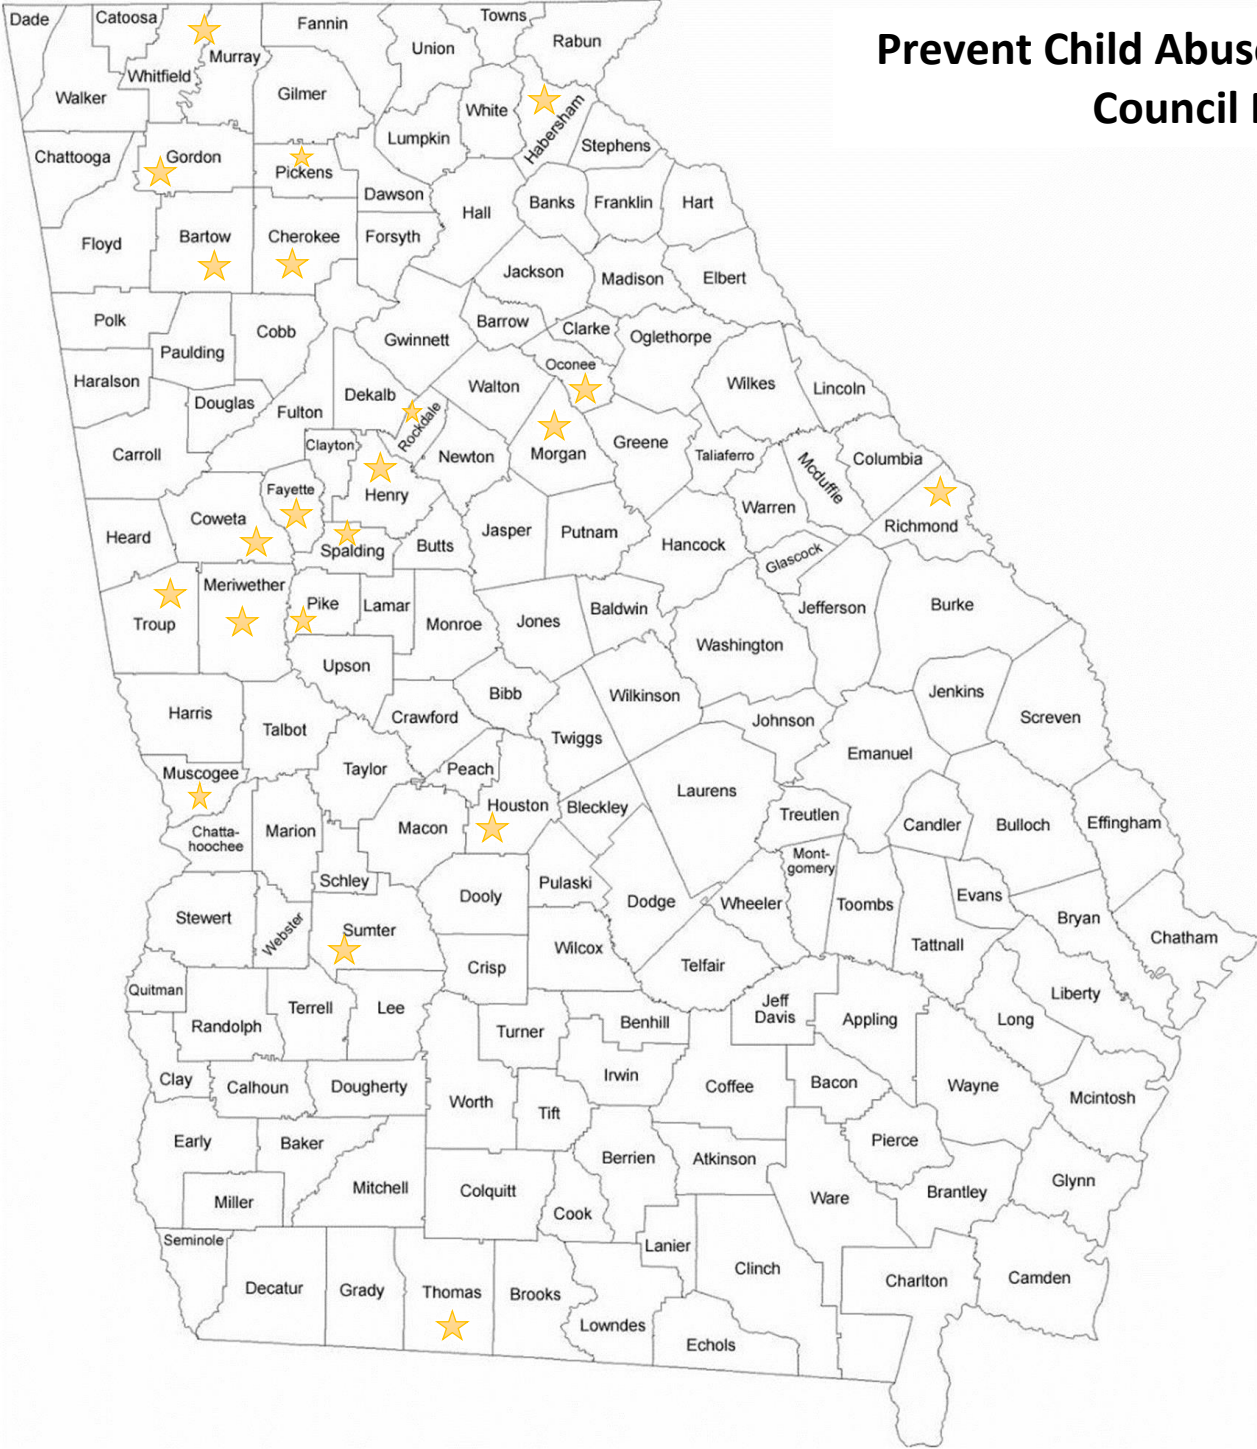 Prevent Child Abuse
Council
Dade
Catoosa
Fannin
Towns
Rabun
Union
Murray
Whitfield
Walker
Gilmer
White
Habersham
Lumpkin
Stephens
Chattooga
Gordon
Pickens
Dawson
Banks
Franklin
Hart
Hall
Floyd
Bartow
Cherokee
Forsyth
Jackson
Madison
Elbert
Polk
Cobb
Barrow
Clarke
Oglethorpe
Gwinnett
Paulding
Oconee
Haralson
Walton
Wilkes
Lincoln
Dekalb
Douglas
Fulton
Rockdale
Clayton
Greene
Carroll
Newton
Morgan
Taliaferro
Mcduffie
Columbia
Fayette
Henry
Warren
Coweta
Richmond
Heard
Jasper
Putnam
Hancock
Butts
Spalding
Glascock
Meriwether
Pike
Lamar
Baldwin
Jefferson
Burke
Troup
Monroe
Jones
Washington
Upson
Bibb
Wilkinson
Jenkins
Harris
Talbot
Crawford
Johnson
Screven
Twiggs
Emanuel
Muscogee
Taylor
Peach
Laurens
Houston
Bleckley
Treutlen
Chatta-
hoochee
Marion
Macon
Candler
Bulloch
Effingham
Mont-
gomery
Schley
Pulaski
Dooly
Dodge
Wheeler
Toombs
Evans
Stewert
Webster
Sumter
Bryan
Chatham
Wilcox
Tattnall
Crisp
Telfair
Quitman
Liberty
Terrell
Lee
Jeff
Davis
Appling
Long
Randolph
Turner
Benhill
Clay
Calhoun
Dougherty
Irwin
Coffee
Bacon
Wayne
Worth
Tift
Mcintosh
Early
Baker
Pierce
Berrien
Atkinson
Mitchell
Colquitt
Glynn
Miller
Ware
Brantley
Cook
Seminole
Lanier
Clinch
Charlton
Camden
Decatur
Grady
Thomas
Brooks
Lowndes
Echols